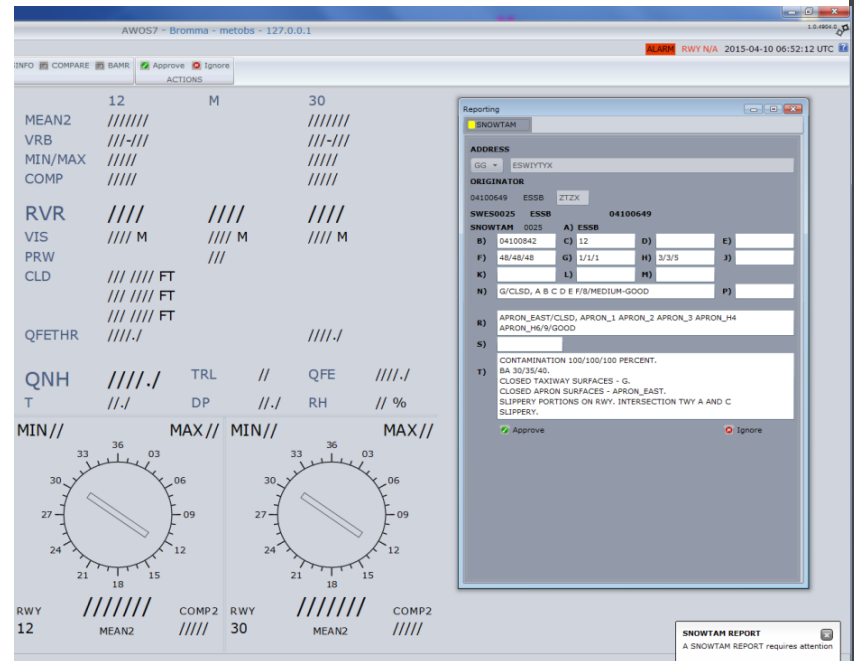 AWOS7 - Bromma - metobs - 127.0.0.1
1.0.4904.0
ALARM RWY N/A 2015-04-10 06:52:12 UTC ?
INFO COMPARE BAMR Approve Ignore
ACTIONS
12 M 30
MEAN2 /////// ///////
VRB ///-/// ///-///
MIN/MAX ///// /////
COMP ///// /////
RVR //// //// ////
VIS //// M //// M //// M
PRW ///
CLD /// //// FT
/// //// FT
/// //// FT
QFETHR ////./ ////./
QNH ////./ TRL // QFE ////./
T //./ DP //./ RH // %
MIN// MAX// MIN// MAX//
33 36 03 33 36 03
30 06 30 06
27 09 27 09
24 12 24 12
21 18 15 21 18 15
RWY /////// COMP2 RWY /////// COMP2
12 MEAN2 ///// 30 MEAN2 /////
Reporting
SNOWTAM
ADDRESS
GG ESWIYTYX
ORIGINATOR
04100649 ESSB ZTZX
SWES0025 ESSB 04100649
SNOWTAM 0025 A) ESSB
B) 04100842 C) 12 D) E)
F) 48/48/48 G) 1/1/1 H) 3/3/5 J)
K) L) M)
N) G/CLSD, A B C D E F/8/MEDIUM-GOOD P)
R) APRON_EAST/CLSD, APRON_1 APRON_2 APRON_3 APRON_H4
APRON_H6/9/GOOD
S)
T) CONTAMINATION 100/100/100 PERCENT.
BA 30/35/40.
CLOSED TAXIWAY SURFACES - G.
CLOSED APRON SURFACES - APRON_EAST.
SLIPPERY PORTIONS ON RWY. INTERSECTION TWY A AND C
SLIPPERY.
Approve Ignore
SNOWTAM REPORT
A SNOWTAM REPORT requires attention